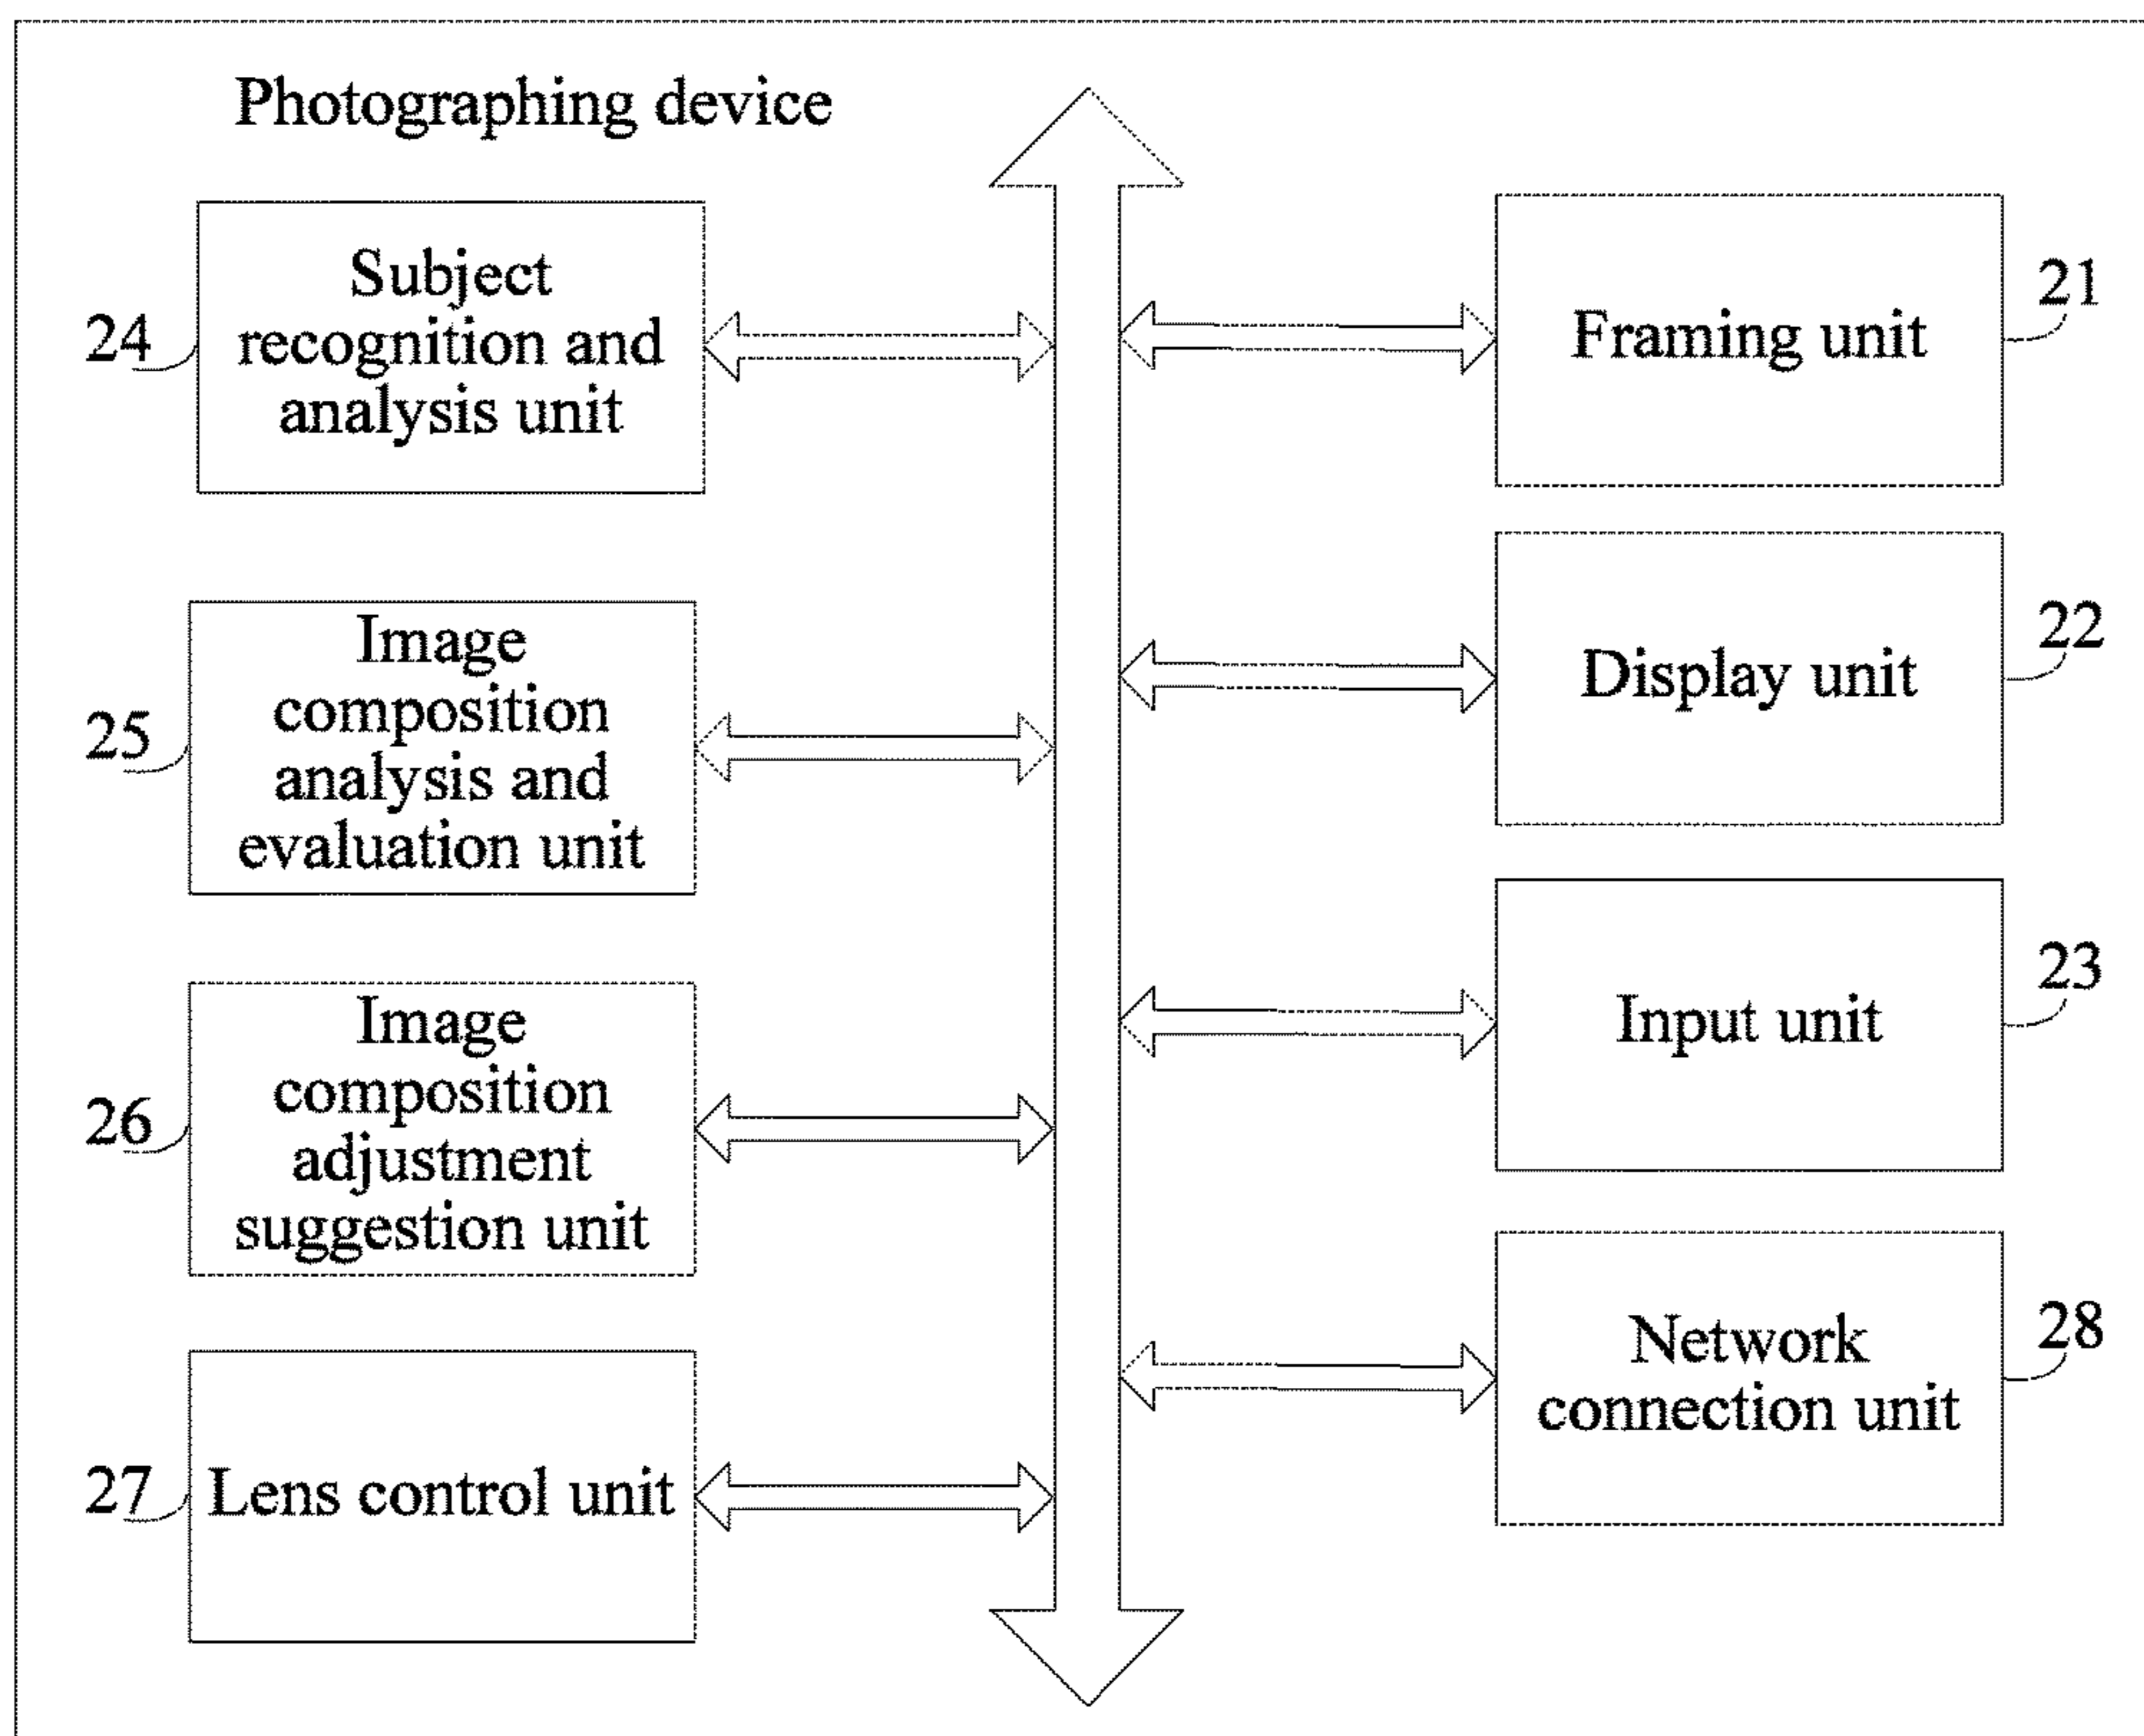 Photographing device
24
Subject
recognition and
analysis unit
25
Image
composition
analysis and
evaluation unit
26
Image
composition
adjustment
suggestion unit
27
Lens control unit
Framing unit
21
Display unit
22
Input unit
23
Network
connection unit
28